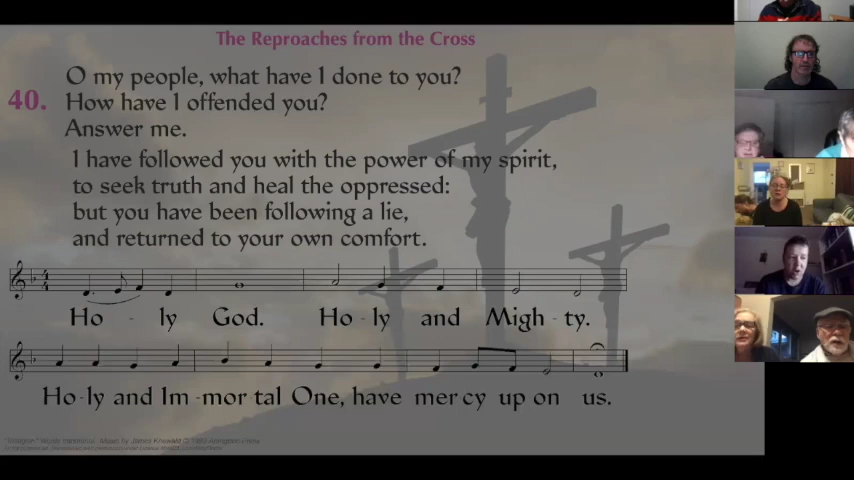 The Reproaches from the Cross
O my people, what have I done to you?
40. How have I offended you?
Answer me.
I have followed you with the power of my spirit,
to seek truth and heal the oppressed:
but you have been following a lie,
and returned to your own comfort.
Ho - ly God. Ho - ly and Migh - ty.
Ho - ly and Im - mor tal One, have mer cy up on us.